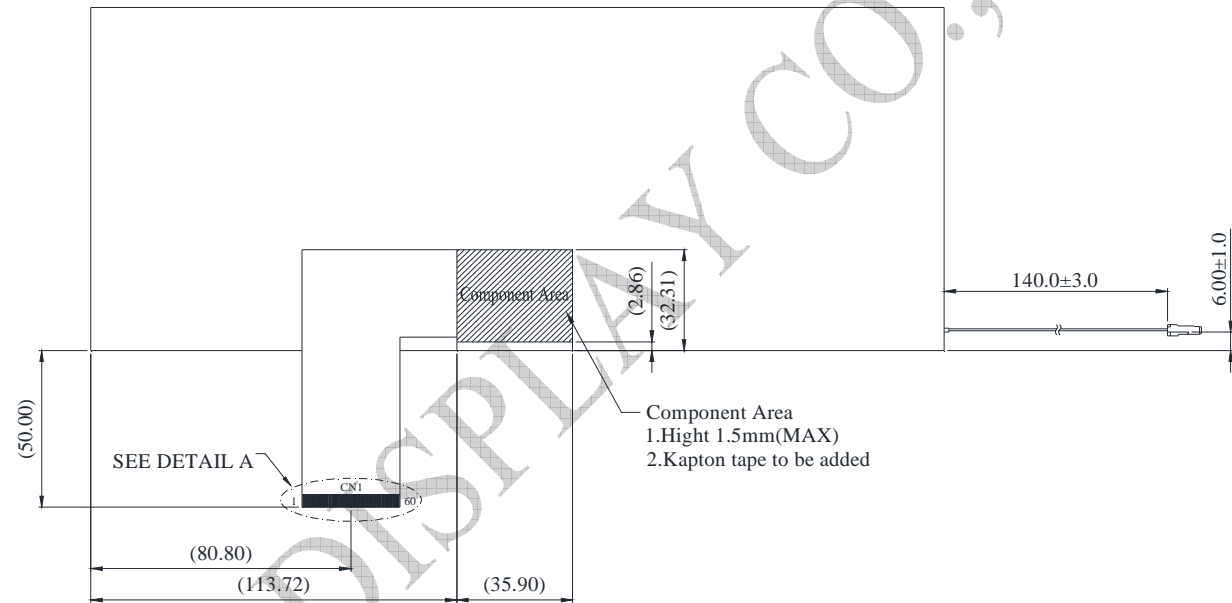 DISPLAY CO.,
140.0±3.0
6.00±1.0
Component Area
(2.86)
(32.31)
Component Area
1.Hight 1.5mm(MAX)
2.Kapton tape to be added
(50.00)
SEE DETAIL A
CN1
1
60
(80.80)
(113.72)
(35.90)